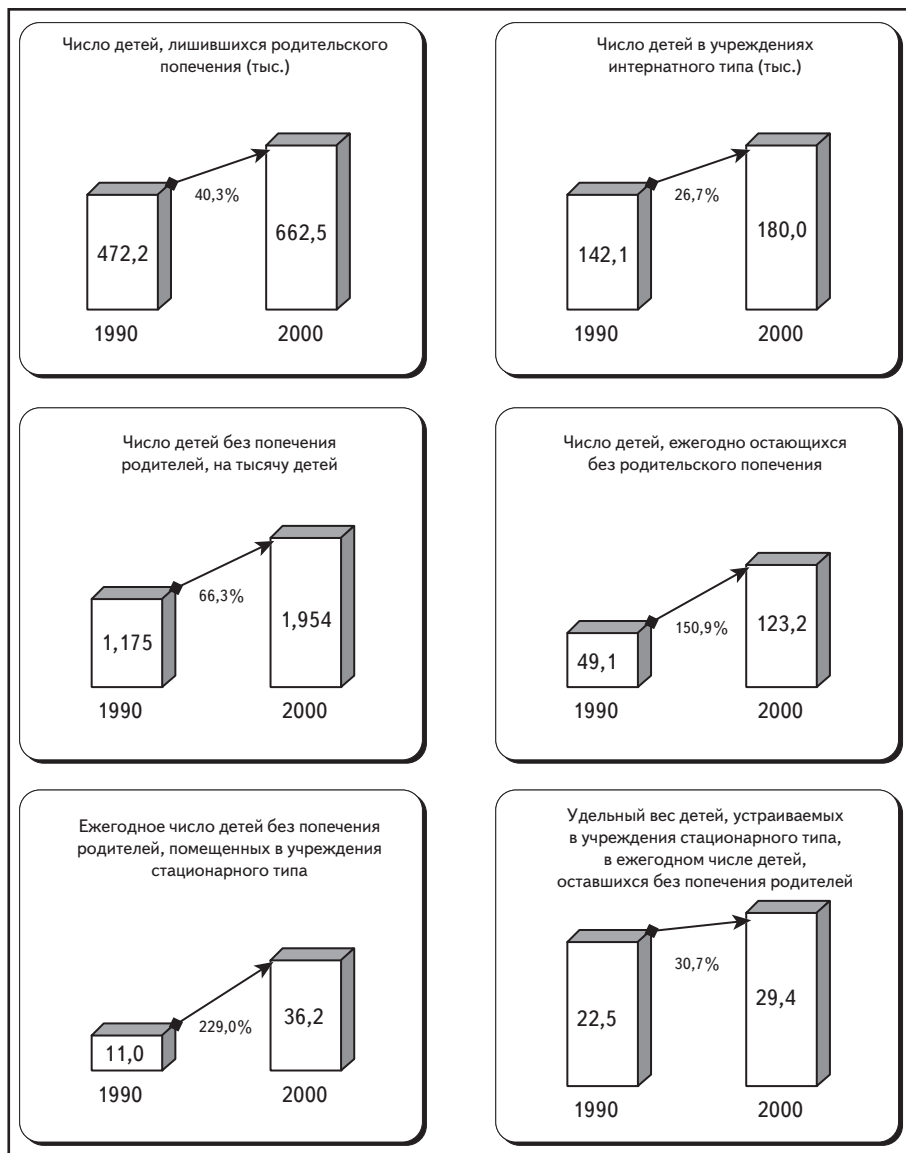 Число детей, лишившихся родительского
попечения (тыс.)
40,3%
472,2
662,5
1990
2000
Число детей в учреждениях
интернатного типа (тыс.)
26,7%
142,1
180,0
1990
2000
Число детей без попечения
родителей, на тысячу детей
66,3%
1,175
1,954
1990
2000
Число детей, ежегодно остающихся
без родительского попечения
150,9%
49,1
123,2
1990
2000
Ежегодное число детей без попечения
родителей, помещенных в учреждения
стационарного типа
229,0%
11,0
36,2
1990
2000
Удельный вес детей, устраиваемых
в учреждения стационарного типа,
в ежегодном числе детей,
оставшихся без попечения родителей
30,7%
22,5
29,4
1990
2000